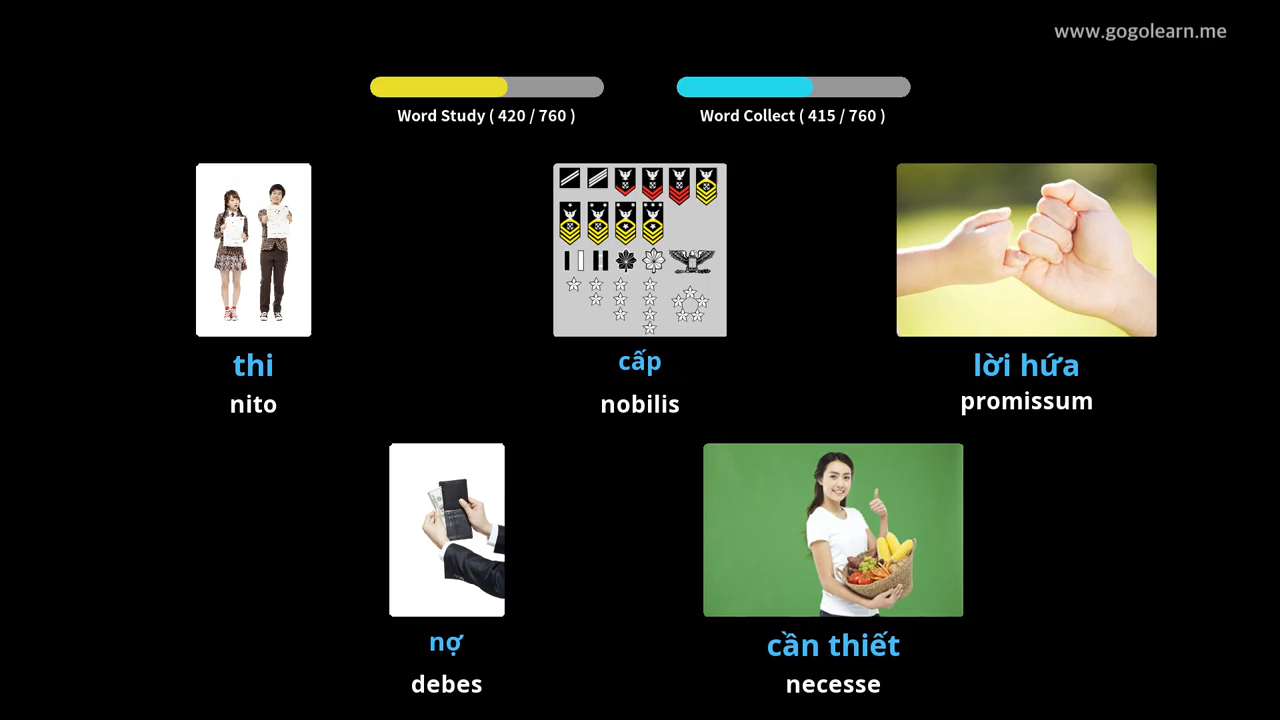 www.gogolearn.me
Word Study ( 420 / 760 )
Word Collect ( 415 / 760 )
thi
nito
cấp
nobilis
lời hứa
promissum
nợ
debes
cần thiết
necesse